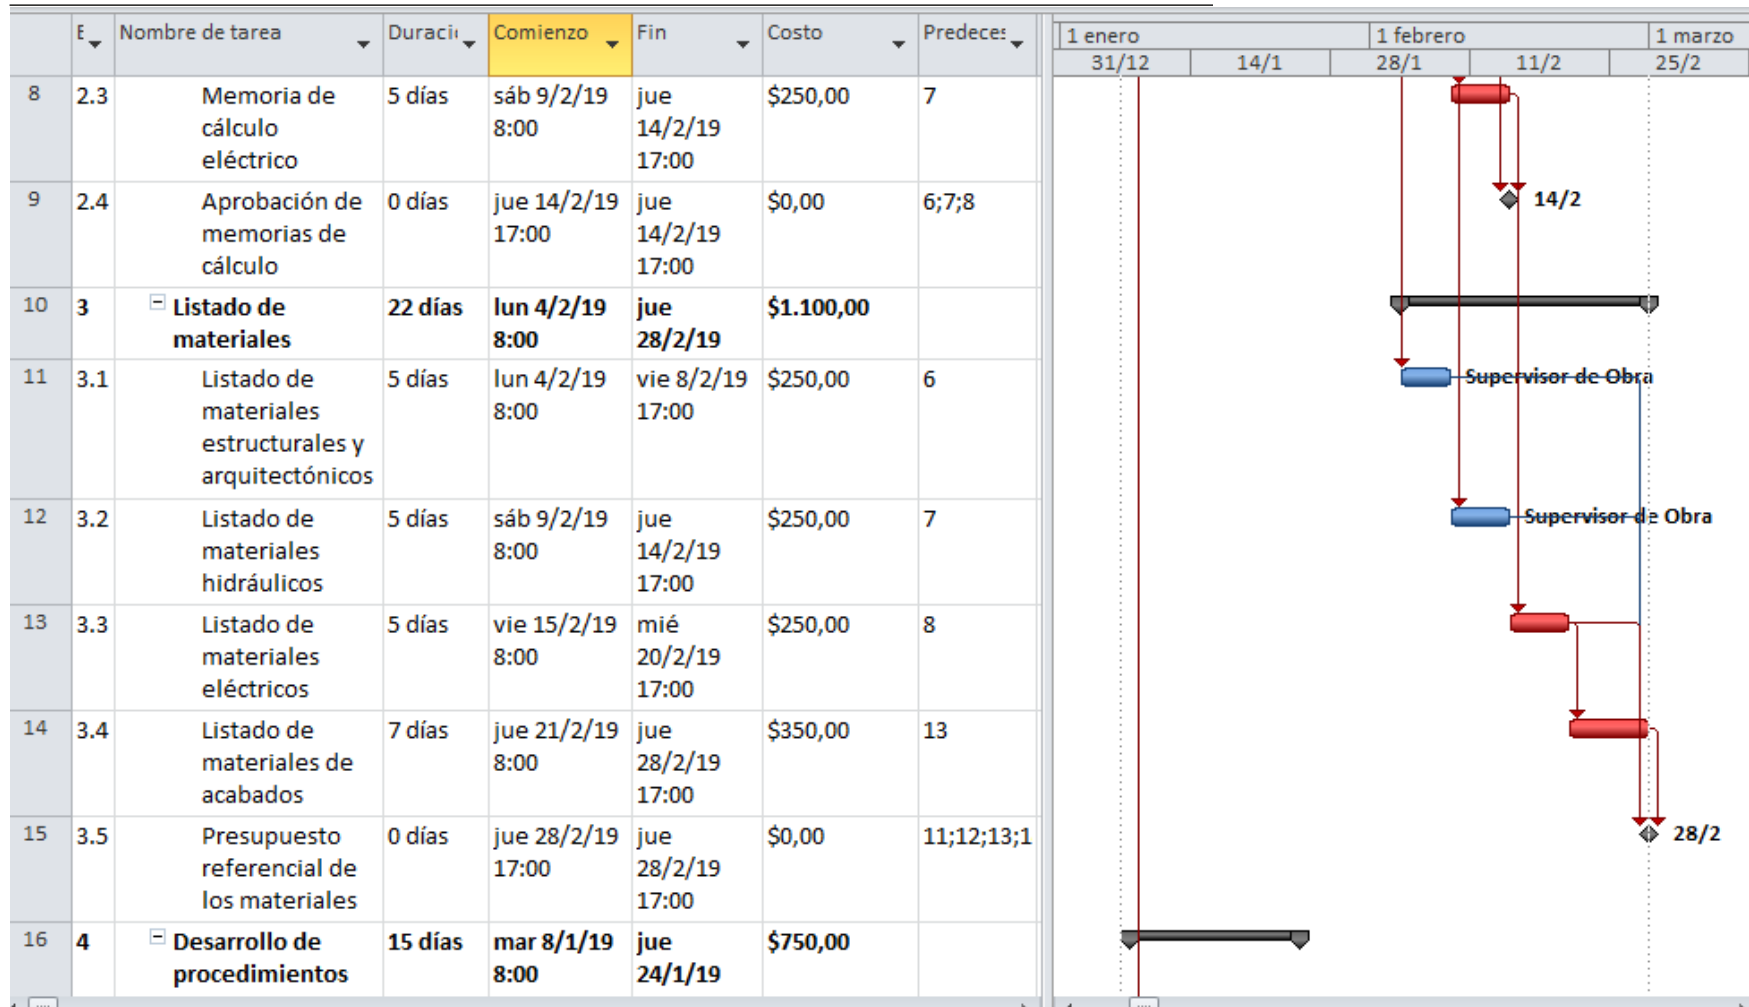 E Nombre de tarea Duració Comienzo Fin Costo Predeces
1 enero 1 febrero 1 marzo
31/12 14/1 28/1 11/2 25/2
8 2.3 Memoria de 5 días sáb 9/2/19 jue $250,00 7
cálculo 8:00 14/2/19
eléctrico 17:00
9 2.4 Aprobación de 0 días jue 14/2/19 jue $0,00 6;7;8 14/2
memorias de 17:00 14/2/19
cálculo 17:00
10 3 Listado de 22 días lun 4/2/19 jue $1.100,00
materiales 8:00 28/2/19
11 3.1 Listado de 5 días lun 4/2/19 vie 8/2/19 $250,00 6 Supervisor de Obra
materiales 8:00 17:00
estructurales y
arquitectónicos
12 3.2 Listado de 5 días sáb 9/2/19 jue $250,00 7 Supervisor de Obra
materiales 8:00 14/2/19
hidráulicos 17:00
13 3.3 Listado de 5 días vie 15/2/19 mié $250,00 8
materiales 8:00 20/2/19
eléctricos 17:00
14 3.4 Listado de 7 días jue 21/2/19 jue $350,00 13
materiales de 8:00 28/2/19
acabados 17:00
15 3.5 Presupuesto 0 días jue 28/2/19 jue $0,00 11;12;13;1 28/2
referencial de 17:00 28/2/19
los materiales 17:00
16 4 Desarrollo de 15 días mar 8/1/19 jue $750,00
procedimientos 8:00 24/1/19